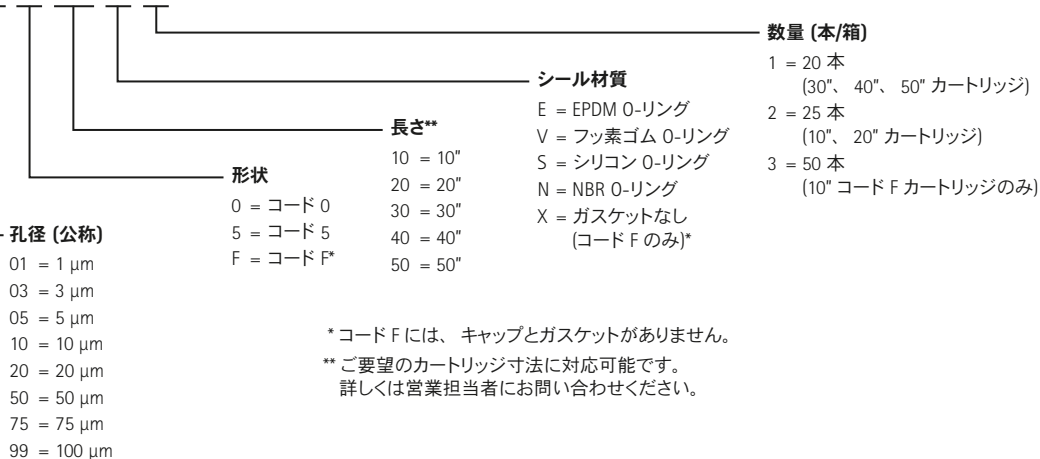 数量 (本/箱)
1 = 20 本
(30″、 40″、 50″ カートリッジ)
2 = 25 本
(10″、 20″ カートリッジ)
3 = 50 本
(10″ コード F カートリッジのみ)
シール材質
E = EPDM O-リング
V = フッ素ゴム O-リング
S = シリコン O-リング
N = NBR O-リング
X = ガスケットなし
(コード F のみ)*
長さ**
10 = 10″
20 = 20″
30 = 30″
40 = 40″
50 = 50″
形状
0 = コード 0
5 = コード 5
F = コード F*
孔径 (公称)
01 = 1 µm
03 = 3 µm
05 = 5 µm
10 = 10 µm
20 = 20 µm
50 = 50 µm
75 = 75 µm
99 = 100 µm
* コード F には、 キャップとガスケットがありません。
** ご要望のカートリッジ寸法に対応可能です。
詳しくは営業担当者にお問い合わせください。